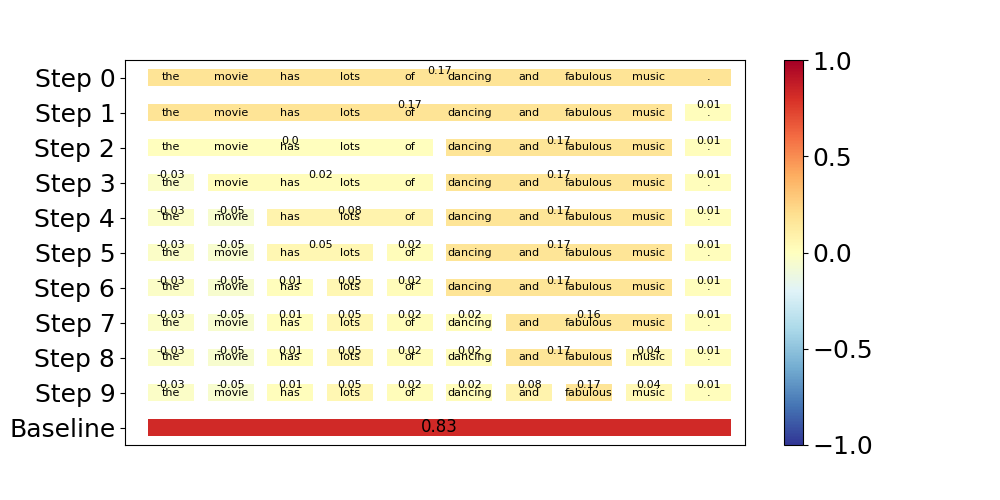 0.17
Step 0 the movie has lots of dancing and fabulous music . 1.0
0.17 0.01
Step 1 the movie has lots of dancing and fabulous music .
0.0 0.17 0.01
Step 2 the movie has lots of dancing and fabulous music . 0.5
-0.03 0.02 0.17 0.01
Step 3 the movie has lots of dancing and fabulous music .
-0.03 -0.05 0.08 0.17 0.01
Step 4 the movie has lots of dancing and fabulous music .
-0.03 -0.05 0.05 0.02 0.17 0.01
Step 5 the movie has lots of dancing and fabulous music . 0.0
-0.03 -0.05 0.01 0.05 0.02 0.17 0.01
Step 6 the movie has lots of dancing and fabulous music .
-0.03 -0.05 0.01 0.05 0.02 0.02 0.16 0.01
Step 7 the movie has lots of dancing and fabulous music .
-0.03 -0.05 0.01 0.05 0.02 0.02 0.17 0.04 0.01
Step 8 the movie has lots of dancing and fabulous music . −0.5
-0.03 -0.05 0.01 0.05 0.02 0.02 0.08 0.17 0.04 0.01
Step 9 the movie has lots of dancing and fabulous music .
Baseline 0.83 −1.0